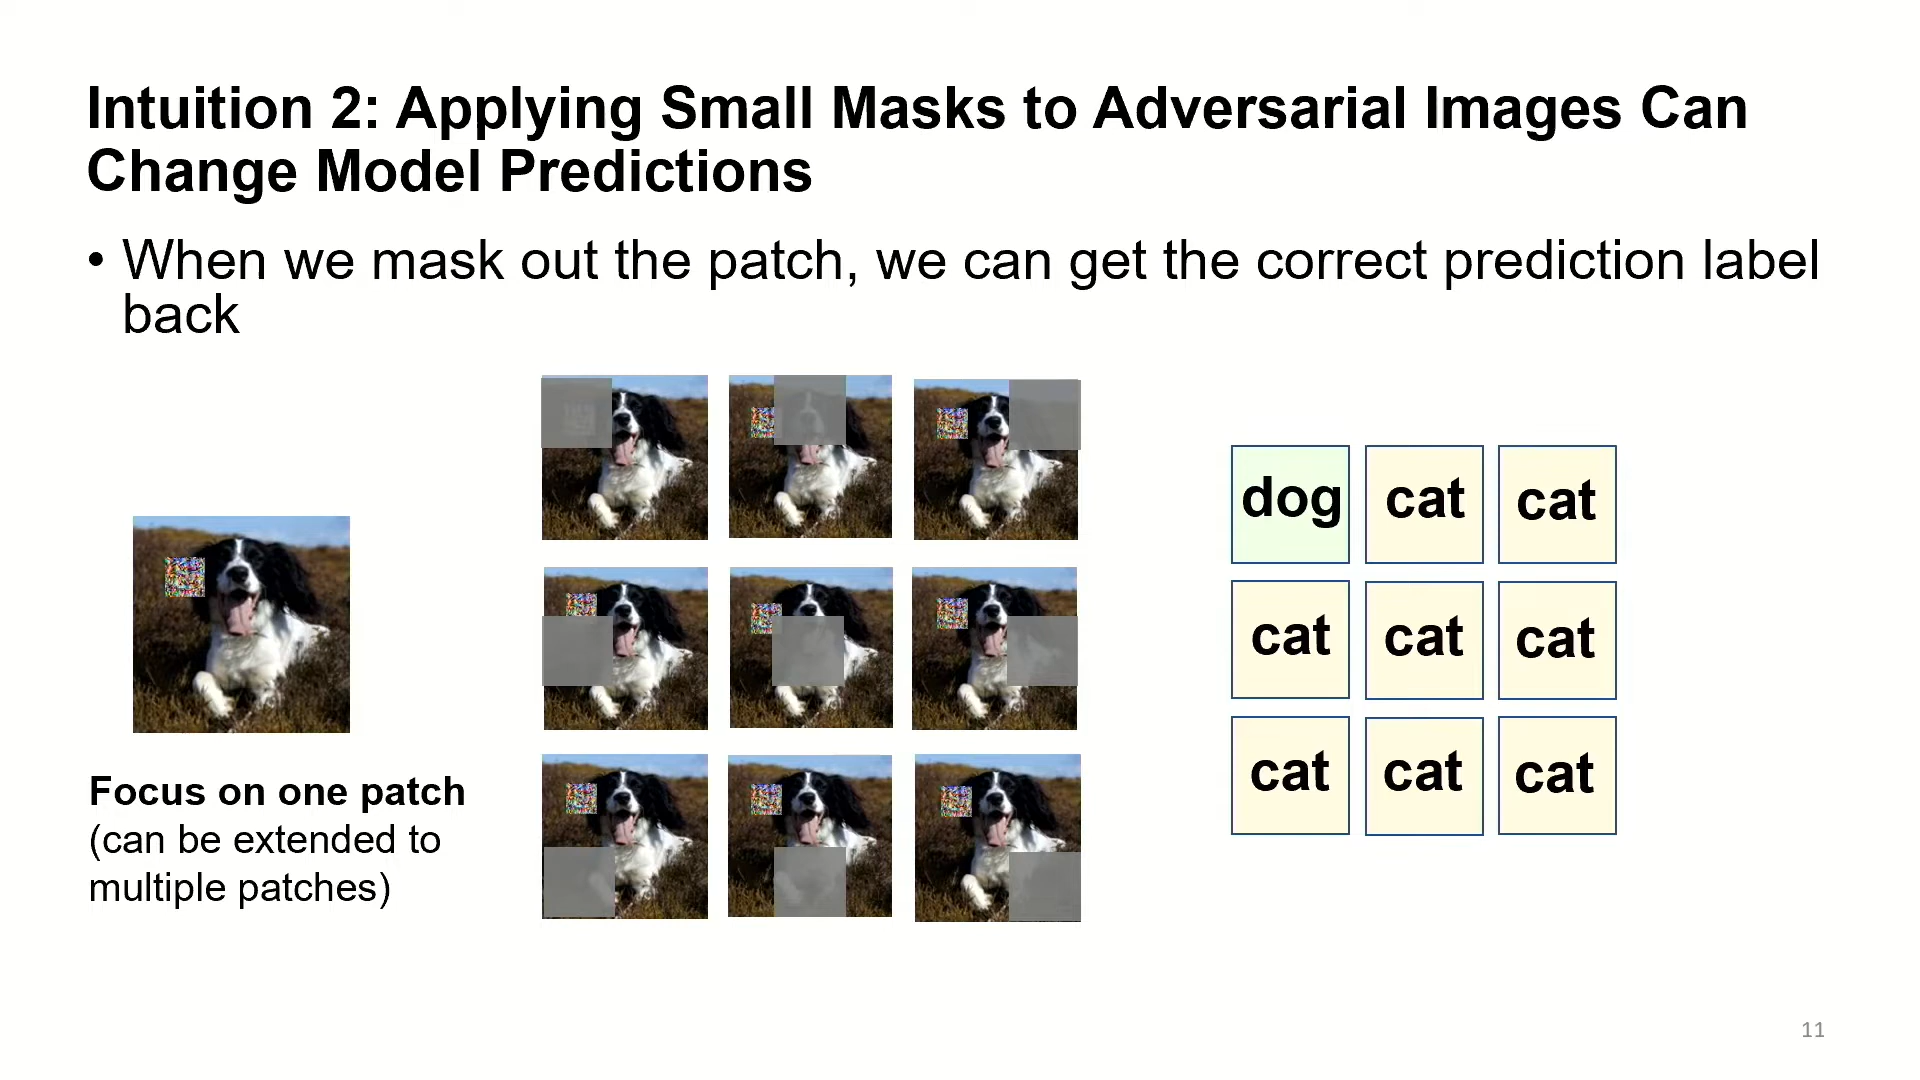 Intuition 2: Applying Small Masks to Adversarial Images Can
Change Model Predictions
• When we mask out the patch, we can get the correct prediction label
back
Focus on one patch
(can be extended to
multiple patches)
dog cat cat
cat cat cat
cat cat cat
11